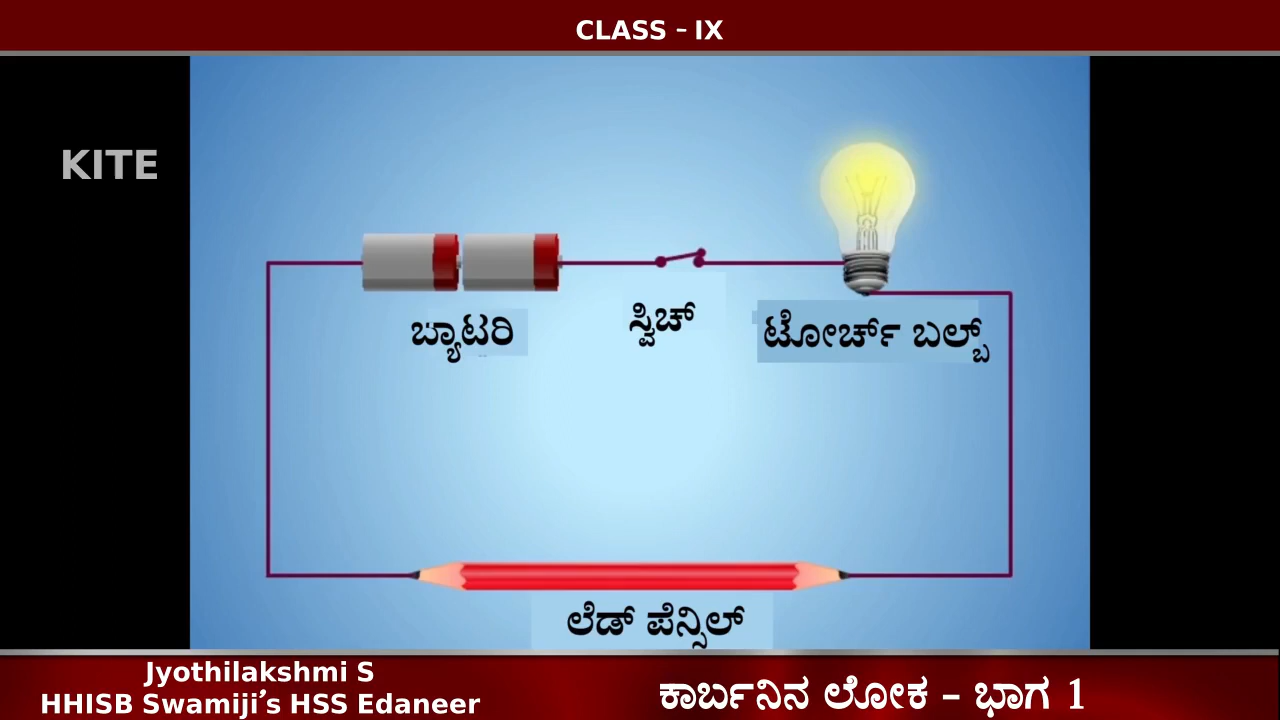 CLASS - IX
KITE
ಬ್ಯಾಟರಿ
ಸ್ವಿಚ್
ಟೋರ್ಚ್ ಬಲ್ಬ್
ಲೆಡ್ ಪೆನ್ಸಿಲ್
Jyothilakshmi S
HHISB Swamiji’s HSS Edaneer
ಕಾರ್ಬನಿನ ಲೋಕ – ಭಾಗ 1